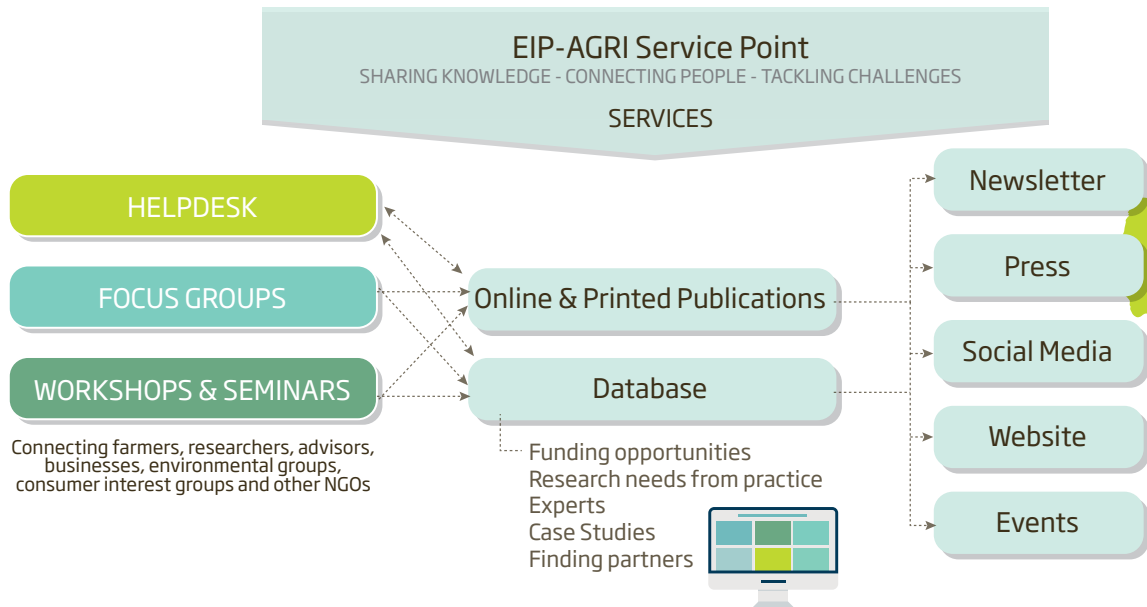 EIP-AGRI Service Point
SHARING KNOWLEDGE - CONNECTING PEOPLE - TACKLING CHALLENGES
SERVICES
HELPDESK
FOCUS GROUPS
WORKSHOPS & SEMINARS
Connecting farmers, researchers, advisors,
businesses, environmental groups,
consumer interest groups and other NGOs
Online & Printed Publications
Database
Funding opportunities
Research needs from practice
Experts
Case Studies
Finding partners
Newsletter
Press
Social Media
Website
Events